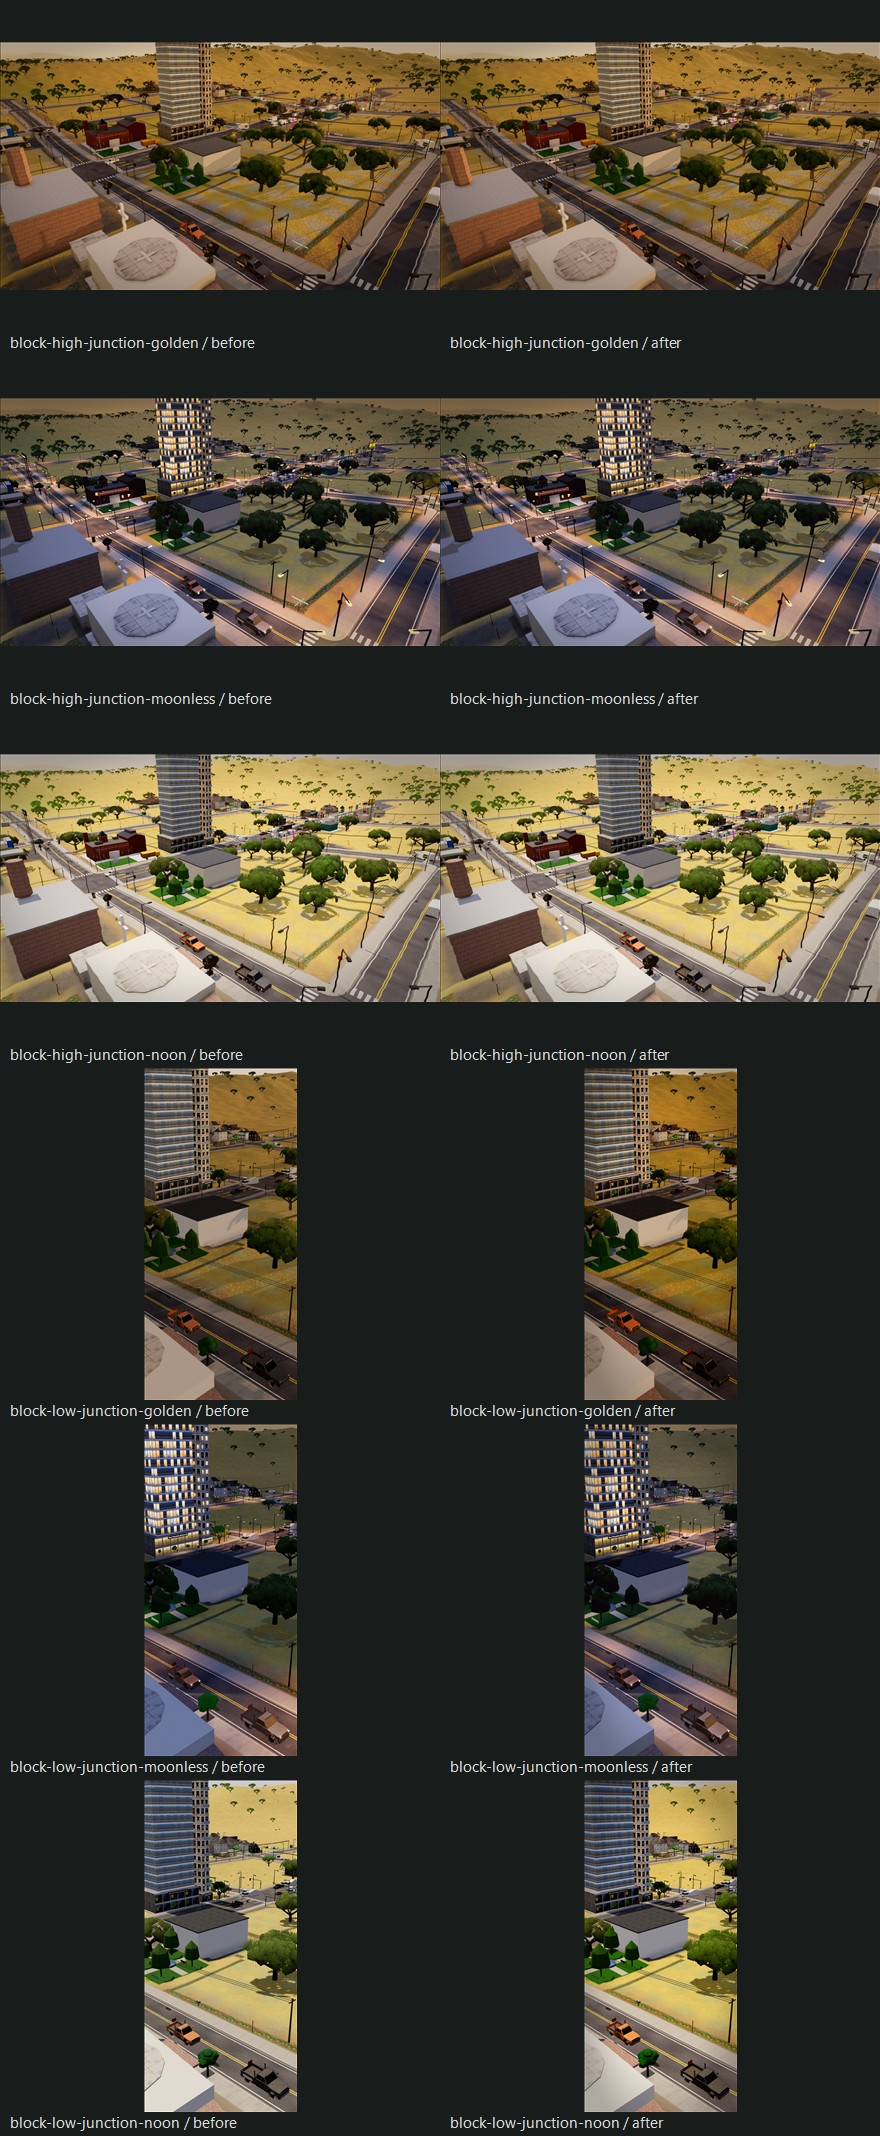 block-high-junction-golden / before
block-high-junction-golden / after
block-high-junction-moonless / before
block-high-junction-moonless / after
block-high-junction-noon / before
block-high-junction-noon / after
block-low-junction-golden / before
block-low-junction-golden / after
block-low-junction-moonless / before
block-low-junction-moonless / after
block-low-junction-noon / before
block-low-junction-noon / after